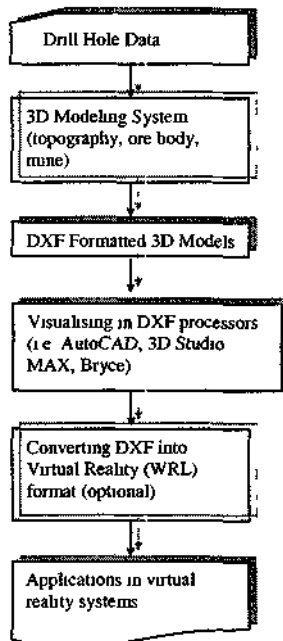 Drill Hole Data
3D Modeling System
(topography, ore body,
mine)
DXF Formatted 3D Models
Visualising in DXF processors
(i e AutoCAD, 3D Studio
MAX, Bryce)
Converting DXF into
Virtual Reality (WRL)
format (optional)
Applications in virtual
reality systems